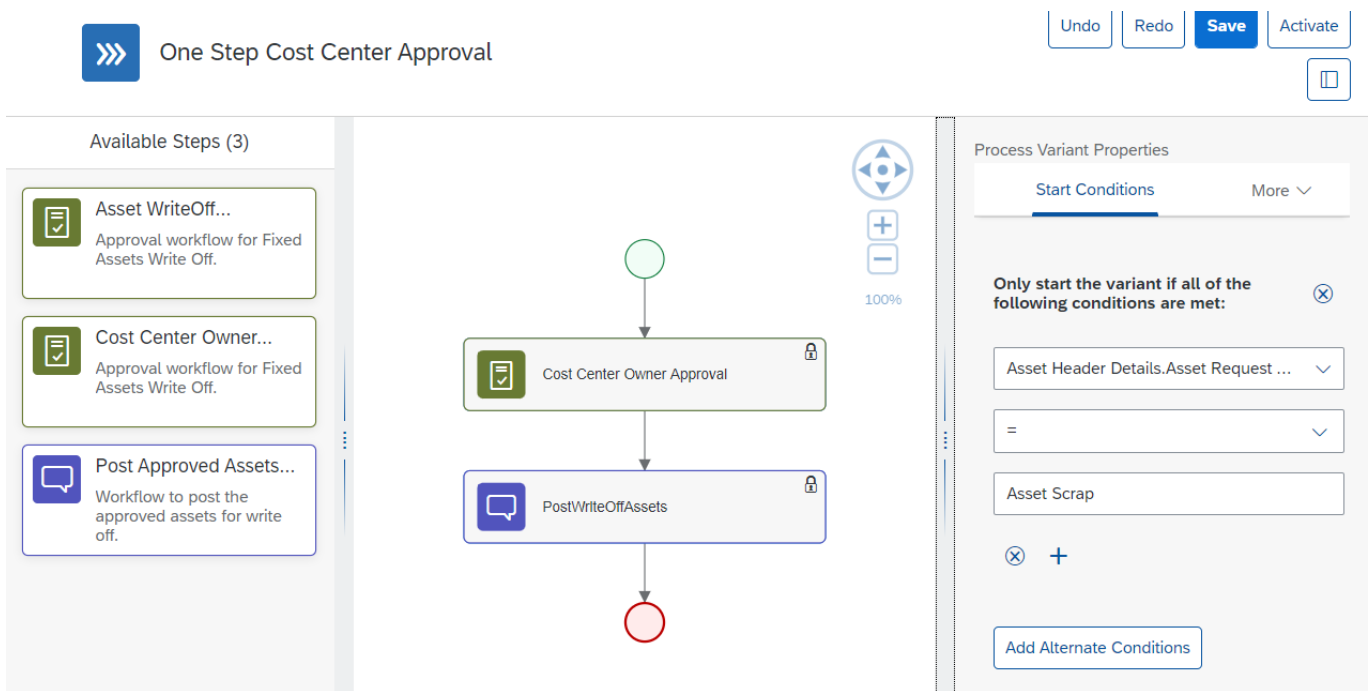 One Step Cost Center Approval
Undo
Redo
Save
Activate
Available Steps (3)
Asset WriteOff...
Approval workflow for Fixed
Assets Write Off.
Cost Center Owner...
Approval workflow for Fixed
Assets Write Off.
Post Approved Assets...
Workflow to post the
approved assets for write
off.
100%
Cost Center Owner Approval
PostWriteOffAssets
Process Variant Properties
Start Conditions
More
Only start the variant if all of the
following conditions are met:
Asset Header Details.Asset Request ...
=
Asset Scrap
Add Alternate Conditions